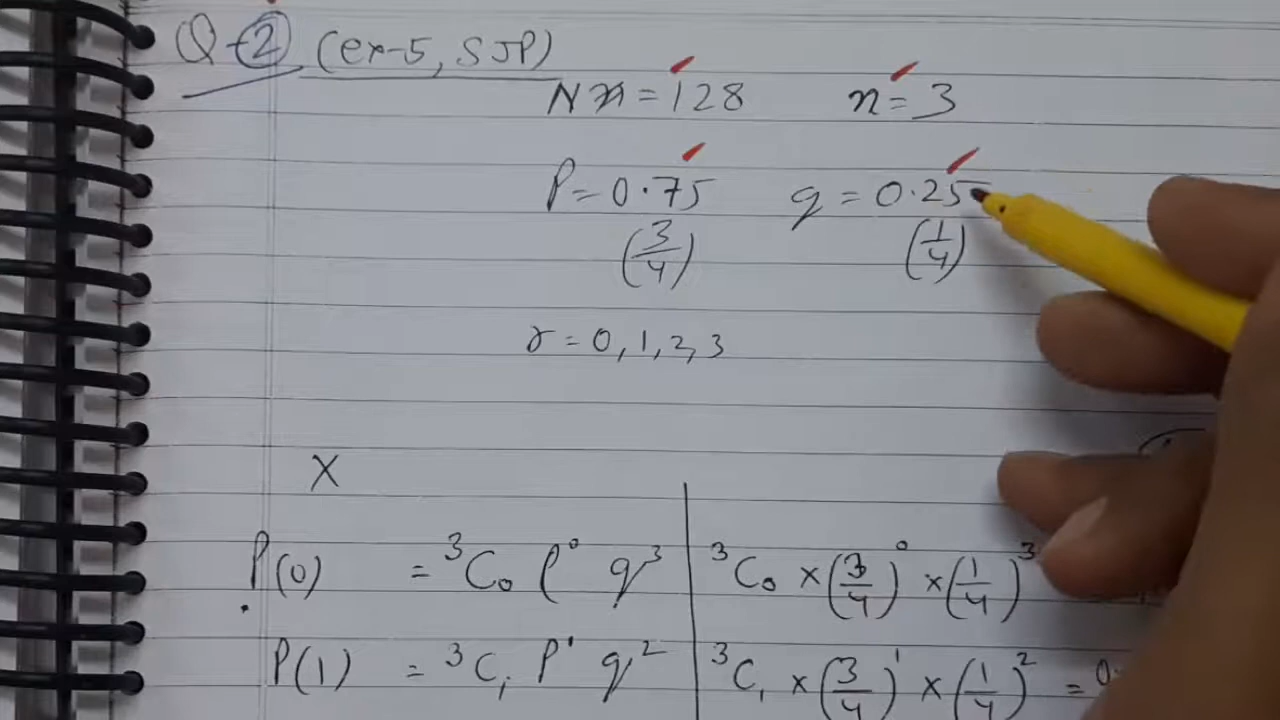 Q-2 (ex-5, SJP)
N = 128 n = 3
P = 0.75 q = 0.25
(3/4) (1/4)
r = 0, 1, 2, 3
X
P(0) = ³C₀ P⁰ q³ ³C₀ × (3/4)⁰ × (1/4)³ =
P(1) = ³C₁ P¹ q² ³C₁ × (3/4)¹ × (1/4)² = 0.